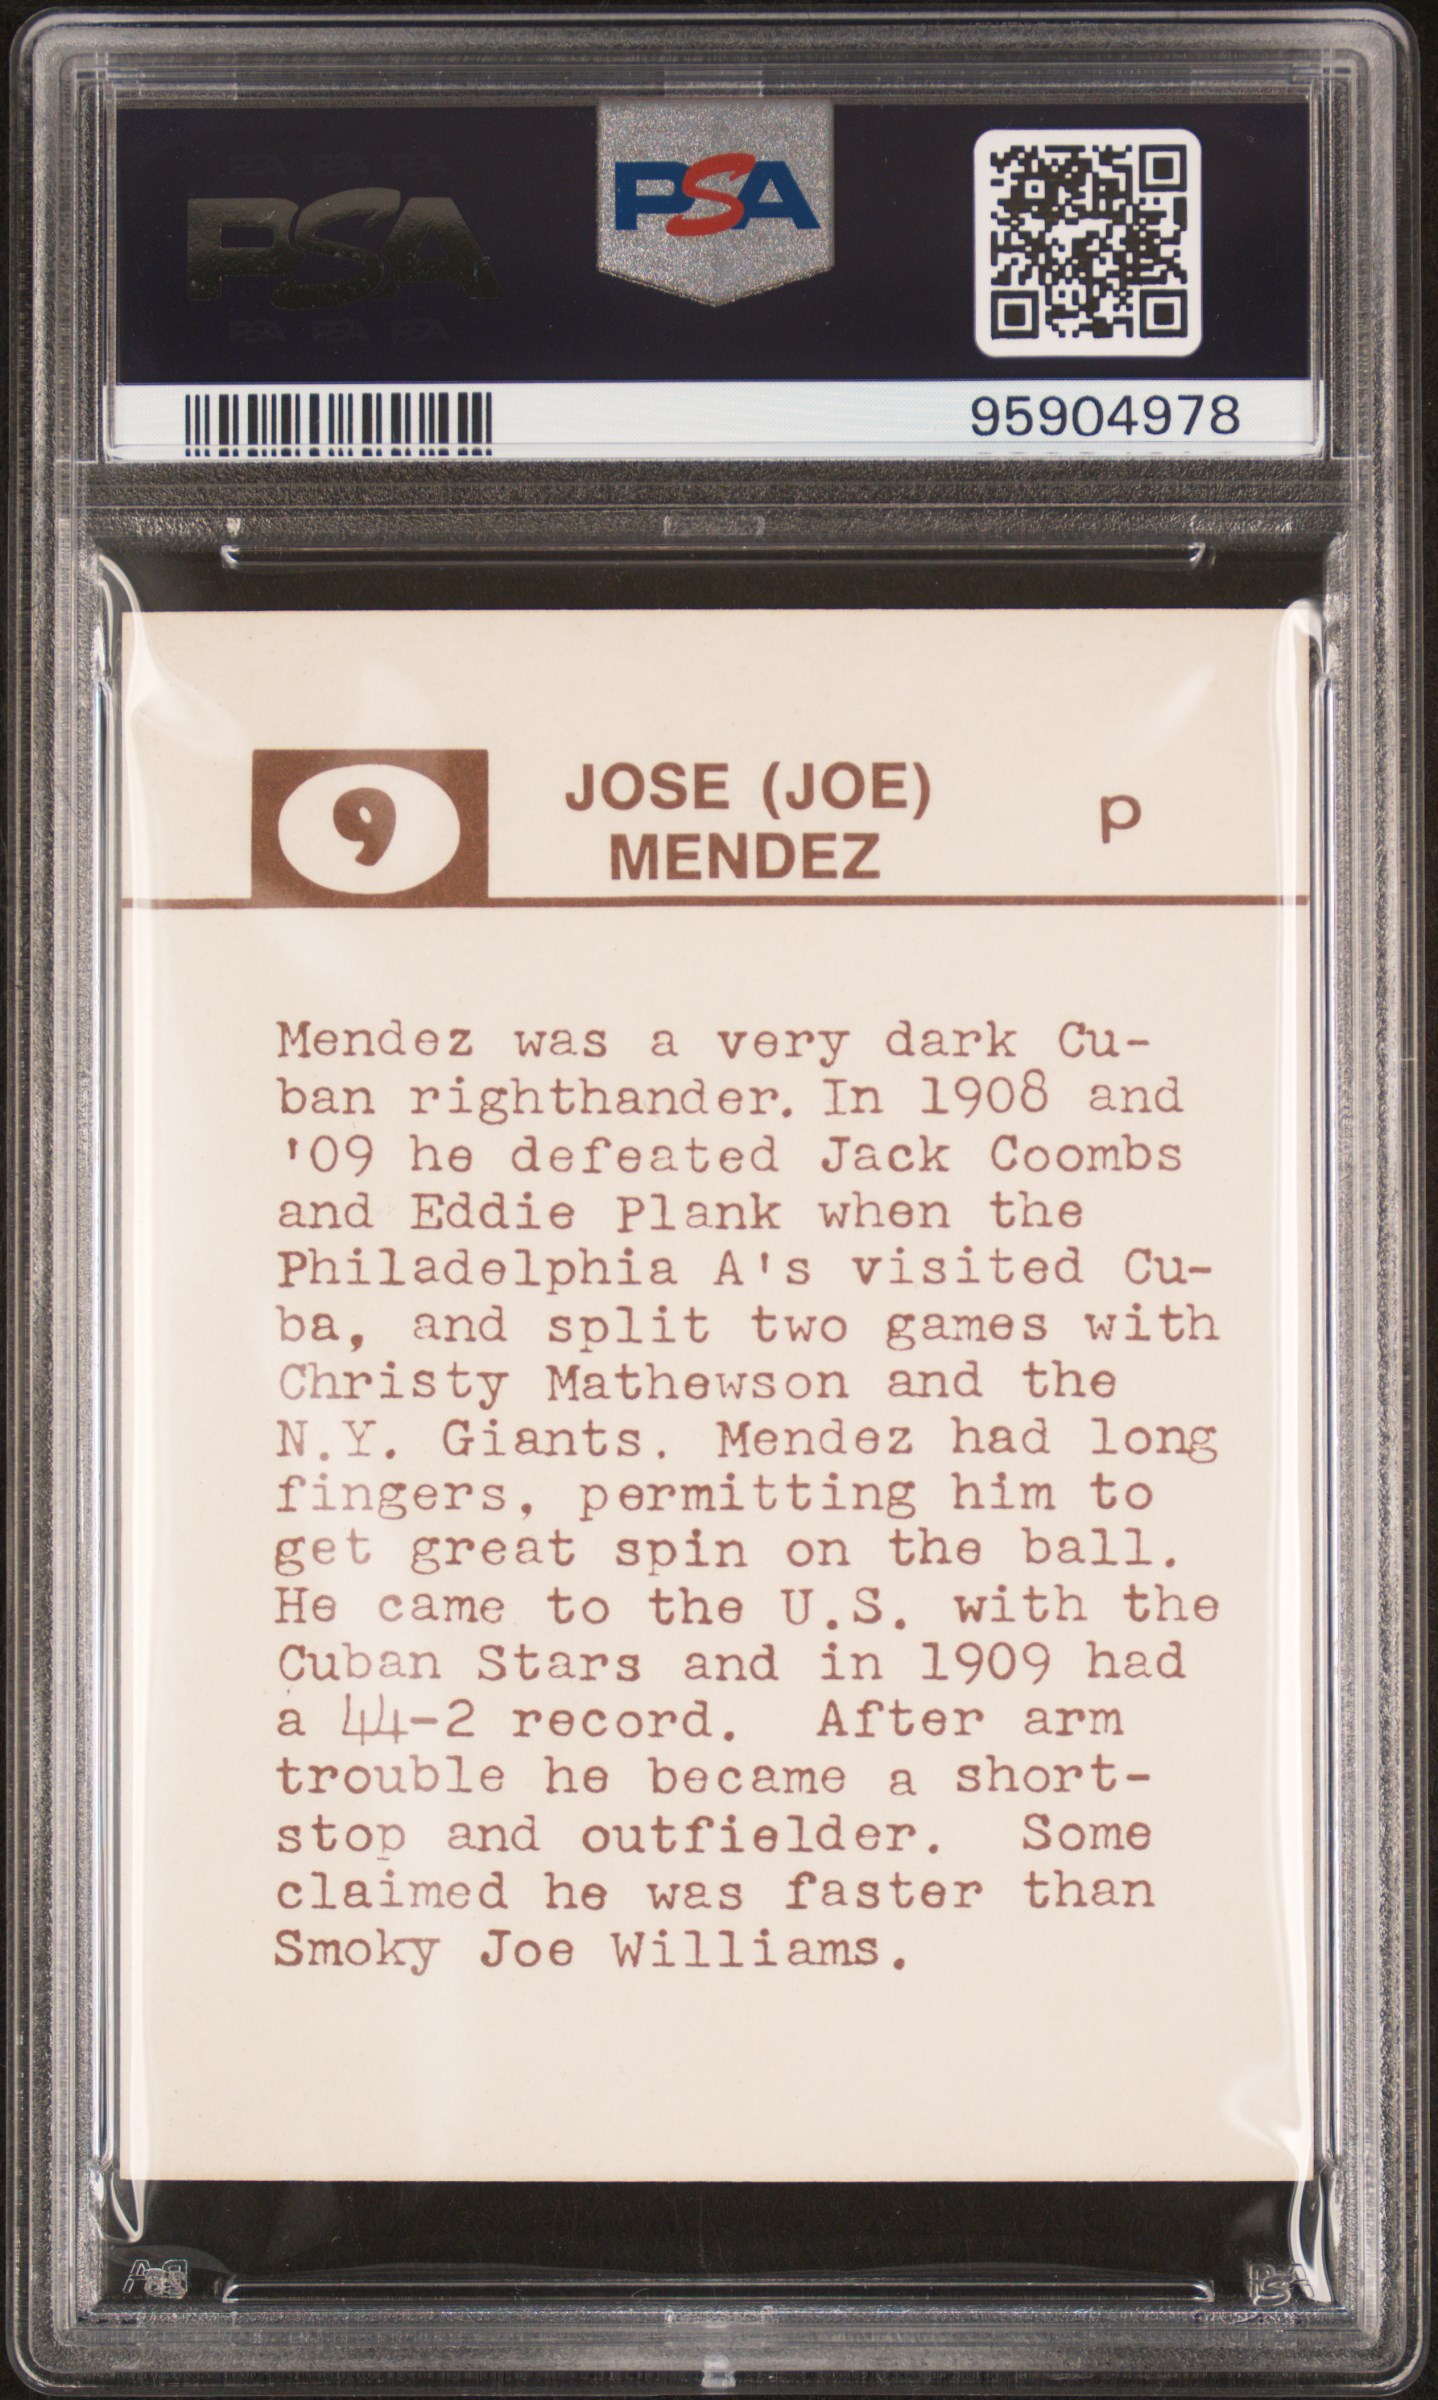 PSA
PSA
95904978
9
JOSE (JOE)
MENDEZ
p
Mendez was a very dark Cu-
ban righthander. In 1908 and
'09 he defeated Jack Coombs
and Eddie Plank when the
Philadelphia A's visited Cu-
ba, and split two games with
Christy Mathewson and the
N.Y. Giants. Mendez had long
fingers, permitting him to
get great spin on the ball.
He came to the U.S. with the
Cuban Stars and in 1909 had
a 44-2 record. After arm
trouble he became a short-
stop and outfielder. Some
claimed he was faster than
Smoky Joe Williams.
PSA